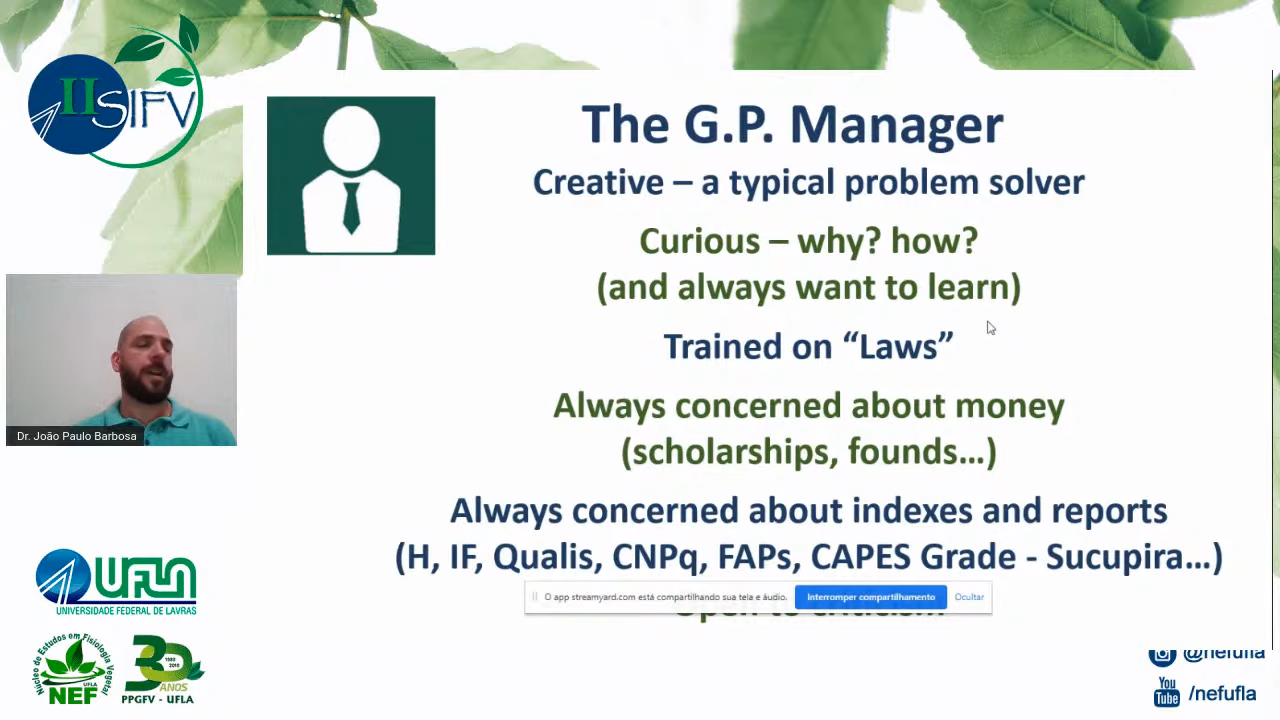 II
SIFV
The G.P. Manager
Creative – a typical problem solver
Curious – why? how?
(and always want to learn)
Trained on “Laws”
Always concerned about money
(scholarships, founds…)
Always concerned about indexes and reports
(H, IF, Qualis, CNPq, FAPs, CAPES Grade - Sucupira…)
O app streamyard.com está compartilhando sua tela e áudio.
Interromper compartilhamento
Ocultar
Dr. João Paulo Barbosa
UFLA
UNIVERSIDADE FEDERAL DE LAVRAS
Núcleo de Estudos em Fisiologia Vegetal
UFLA
NEF
30
ANOS
PPGFV - UFLA
@nefufla
You Tube
/nefufla